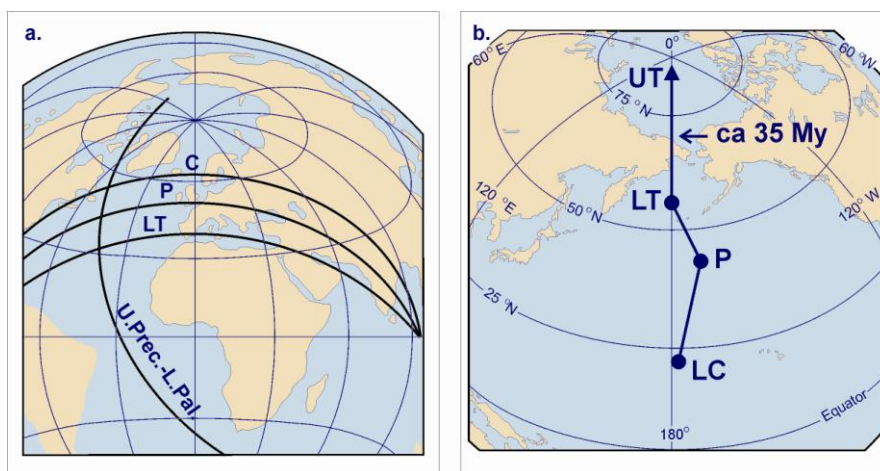 a.
C
P
LT
U.Prec.-L.Pal.
b.
60° E
0°
60° W
UT
75 °N
← ca 35 My
120 °E
LT
50 °N
120° W
P
25 °N
LC
Equator
180°